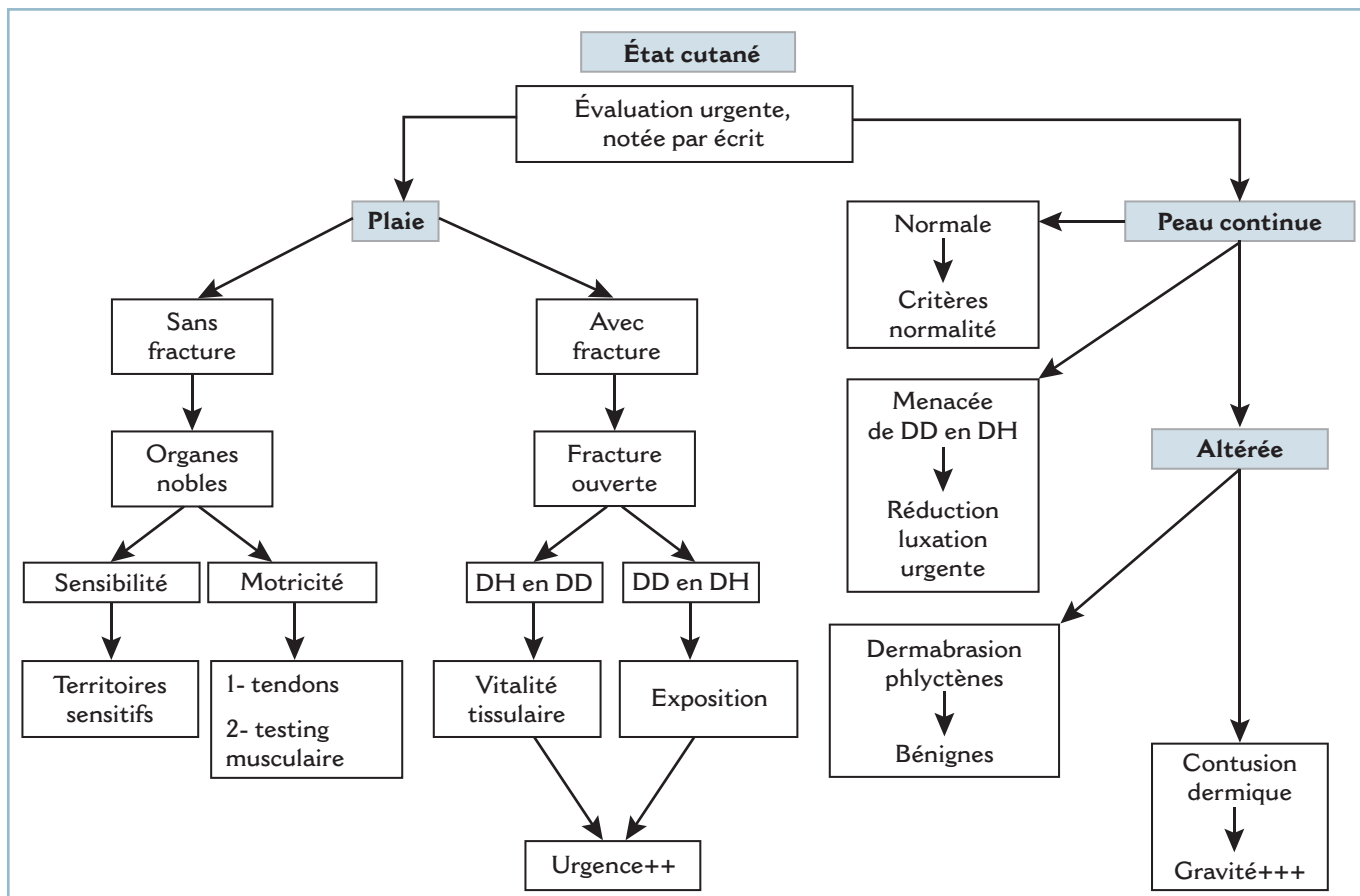 État cutané
Évaluation urgente,
notée par écrit
Plaie
Peau continue
Sans
fracture
Avec
fracture
Organes
nobles
Fracture
ouverte
Sensibilité
Motricité
DH en DD
DD en DH
Territoires
sensitifs
1- tendons
2- testing
musculaire
Vitalité
tissulaire
Exposition
Urgence++
Normale
Critères
normalité
Menacée
de DD en DH
Réduction
luxation
urgente
Altérée
Dermabrasion
phlyctènes
Bénignes
Contusion
dermique
Gravité+++